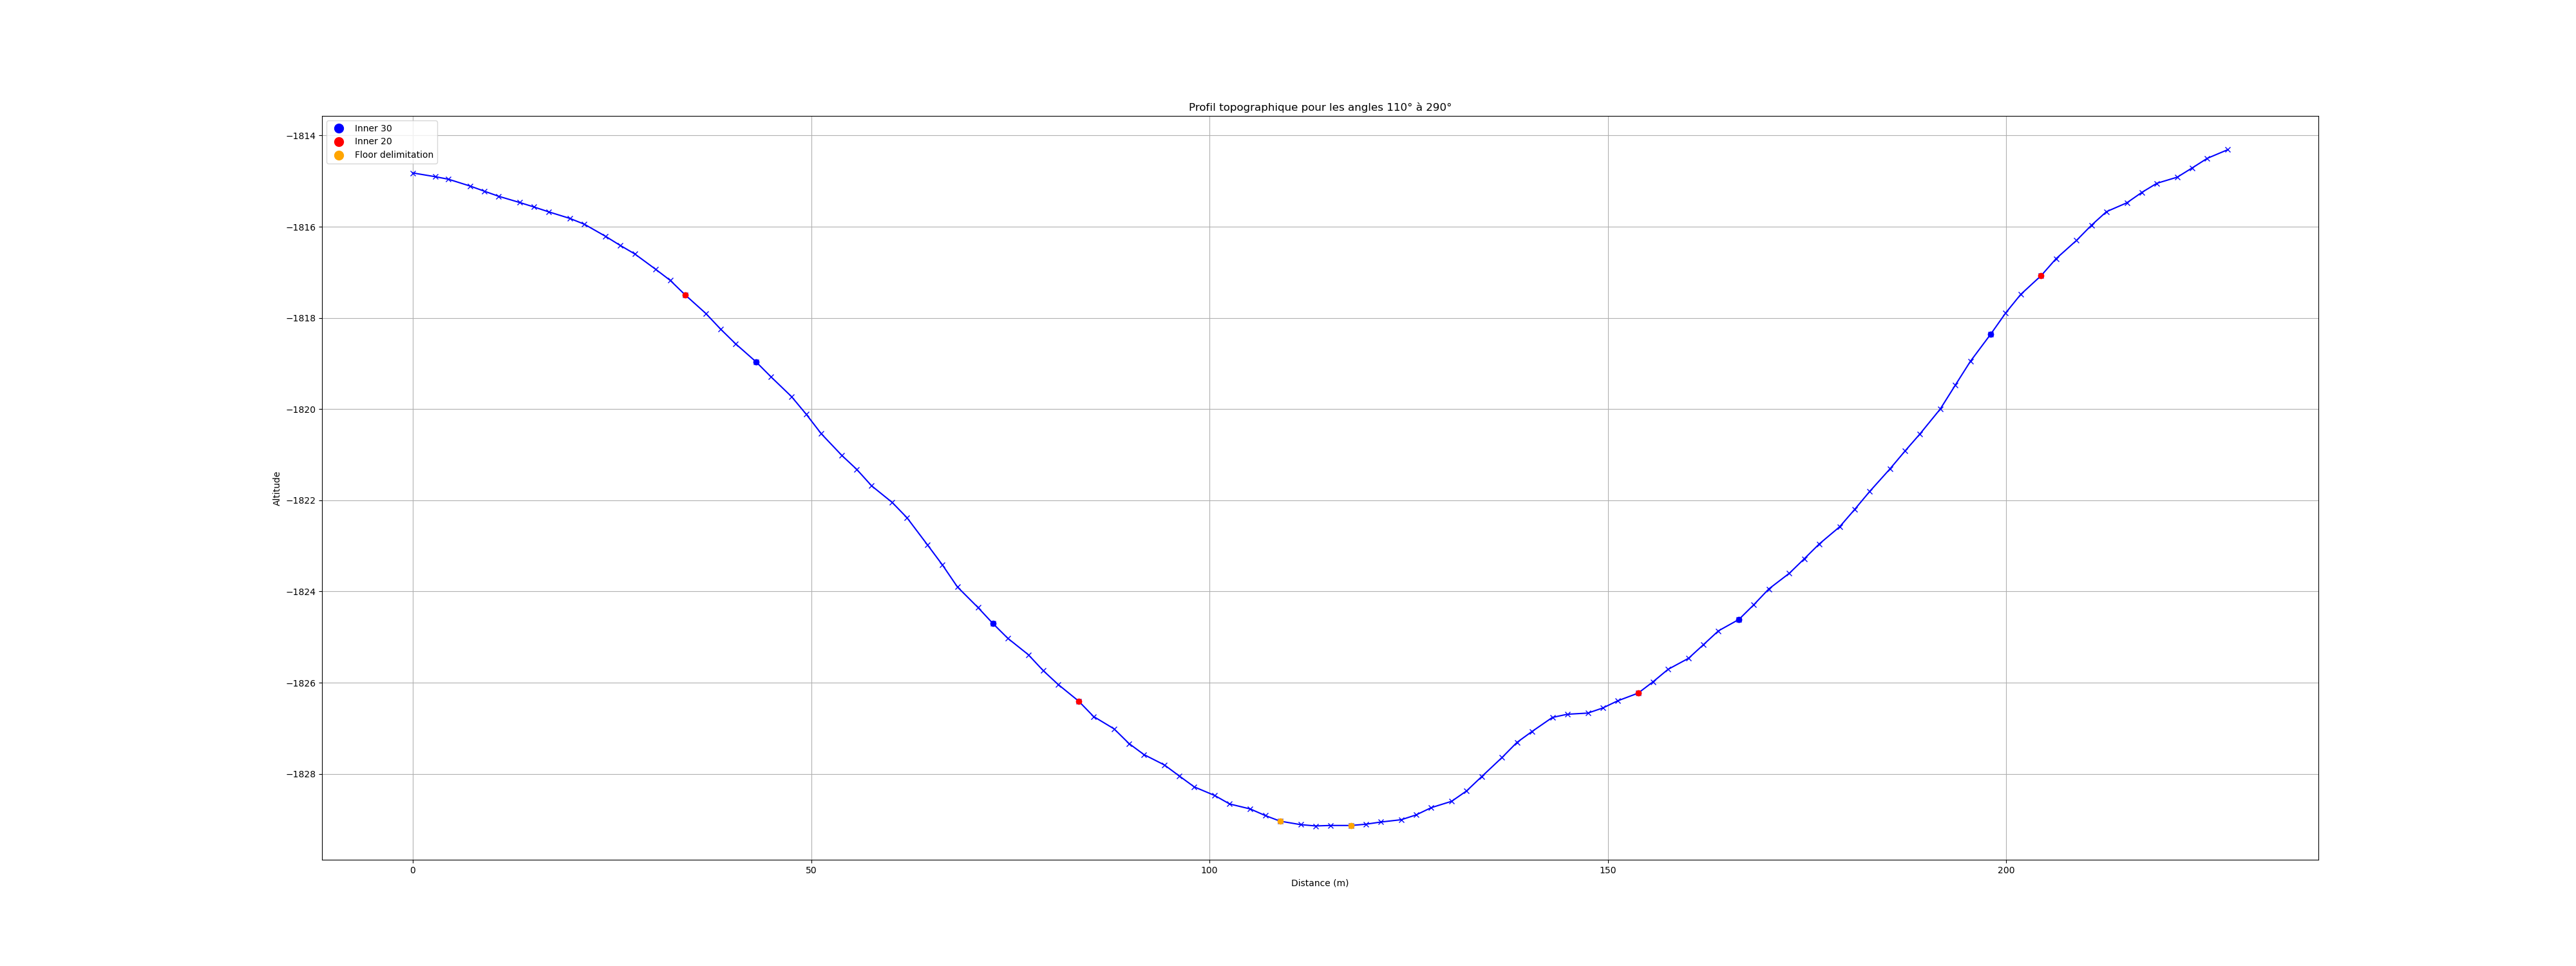 Profil topographique pour les angles 110° à 290°
Inner 30
Inner 20
Floor delimitation
−1814
−1816
−1818
−1820
−1822
−1824
−1826
−1828
Altitude
0 50 100 150 200
Distance (m)